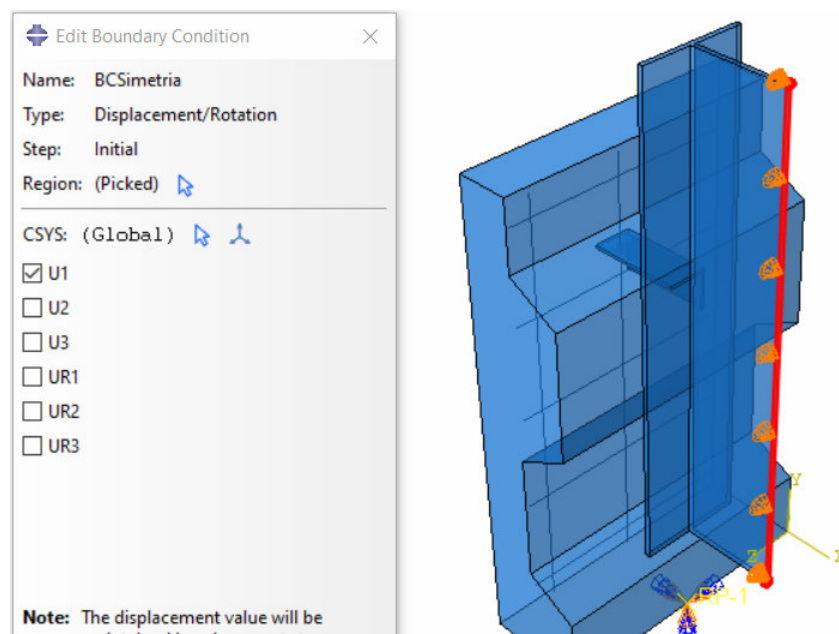 Edit Boundary Condition
Name: BCSimetria
Type: Displacement/Rotation
Step: Initial
Region: (Picked)
CSYS: (Global)
U1
U2
U3
UR1
UR2
UR3
Note: The displacement value will be
Y
X
Z
RP-1